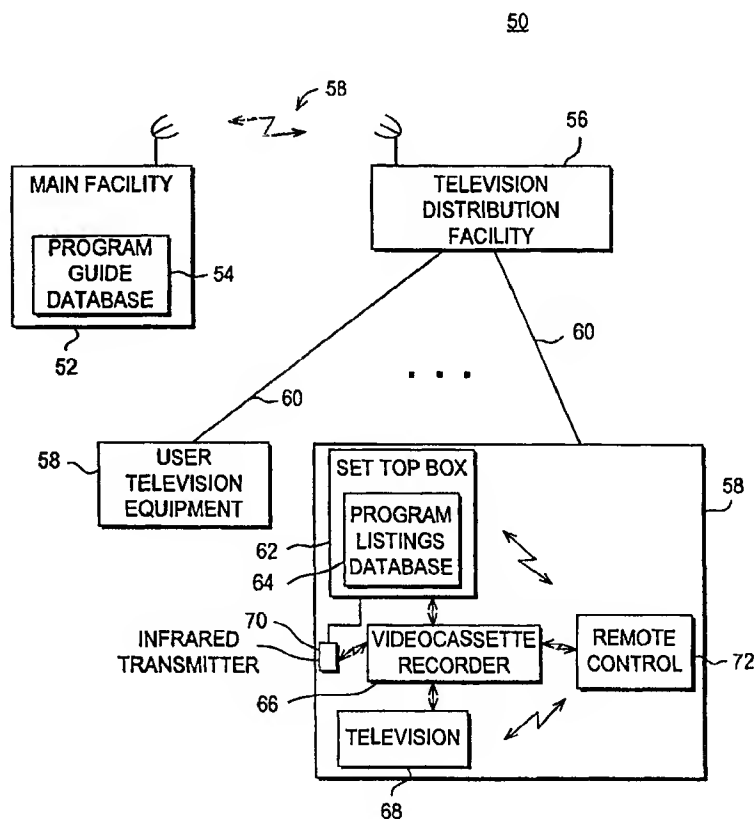 50
58
56
MAIN FACILITY
TELEVISION
DISTRIBUTION
FACILITY
PROGRAM
GUIDE
DATABASE
54
52
60
60
. . .
58
USER
TELEVISION
EQUIPMENT
SET TOP BOX
58
PROGRAM
LISTINGS
DATABASE
62
64
70
INFRARED
TRANSMITTER
VIDEOCASSETTE
RECORDER
REMOTE
CONTROL
72
66
TELEVISION
68